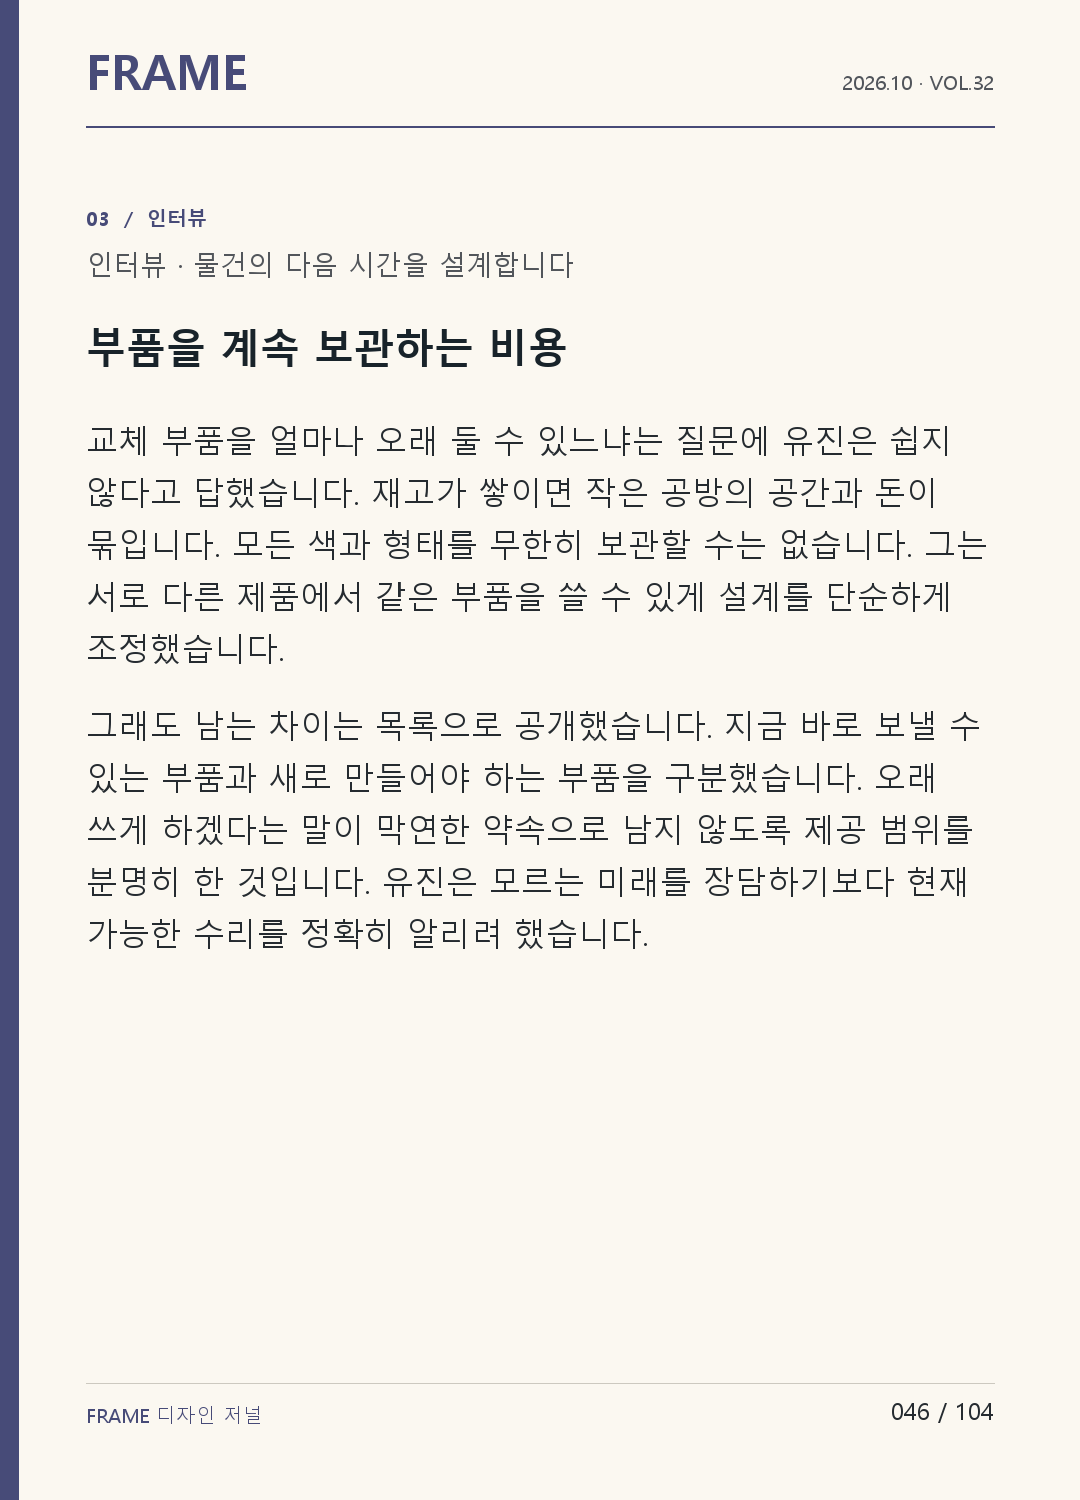 FRAME
2026.10 · VOL.32
03 / 인터뷰
인터뷰 · 물건의 다음 시간을 설계합니다
부품을 계속 보관하는 비용
교체 부품을 얼마나 오래 둘 수 있느냐는 질문에 유진은 쉽지
않다고 답했습니다. 재고가 쌓이면 작은 공방의 공간과 돈이
묶입니다. 모든 색과 형태를 무한히 보관할 수는 없습니다. 그는
서로 다른 제품에서 같은 부품을 쓸 수 있게 설계를 단순하게
조정했습니다.
그래도 남는 차이는 목록으로 공개했습니다. 지금 바로 보낼 수
있는 부품과 새로 만들어야 하는 부품을 구분했습니다. 오래
쓰게 하겠다는 말이 막연한 약속으로 남지 않도록 제공 범위를
분명히 한 것입니다. 유진은 모르는 미래를 장담하기보다 현재
가능한 수리를 정확히 알리려 했습니다.
FRAME 디자인 저널
046 / 104